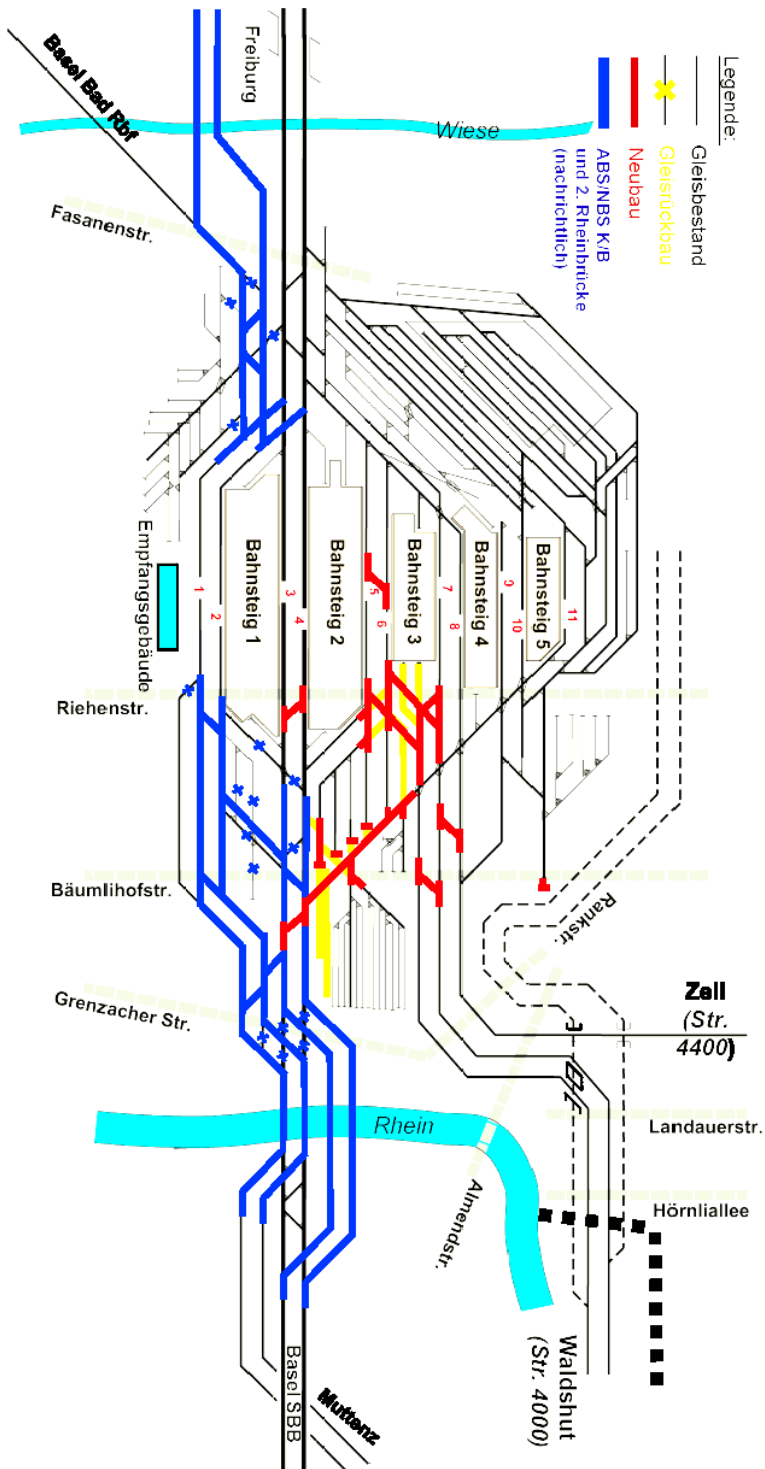 Legende:
Gleisbestand
Gleisrückbau
Neubau
ABS/NBS K/B
und 2. Rheinbrücke
(nachrichtlich)
Freiburg
Basel Bad Rbf
Wiese
Fasanenstr.
Empfangsgebäude
1
2
Bahnsteig 1
3
4
Bahnsteig 2
5
6
Bahnsteig 3
7
8
Bahnsteig 4
9
10
Bahnsteig 5
11
Riehenstr.
Bäumlihofstr.
Rankstr.
Grenzacher Str.
Zell
(Str.
4400)
Rhein
Landauerstr.
Almendstr.
Hörnliallee
Waldshut
(Str. 4000)
Basel SBB
Muttenz